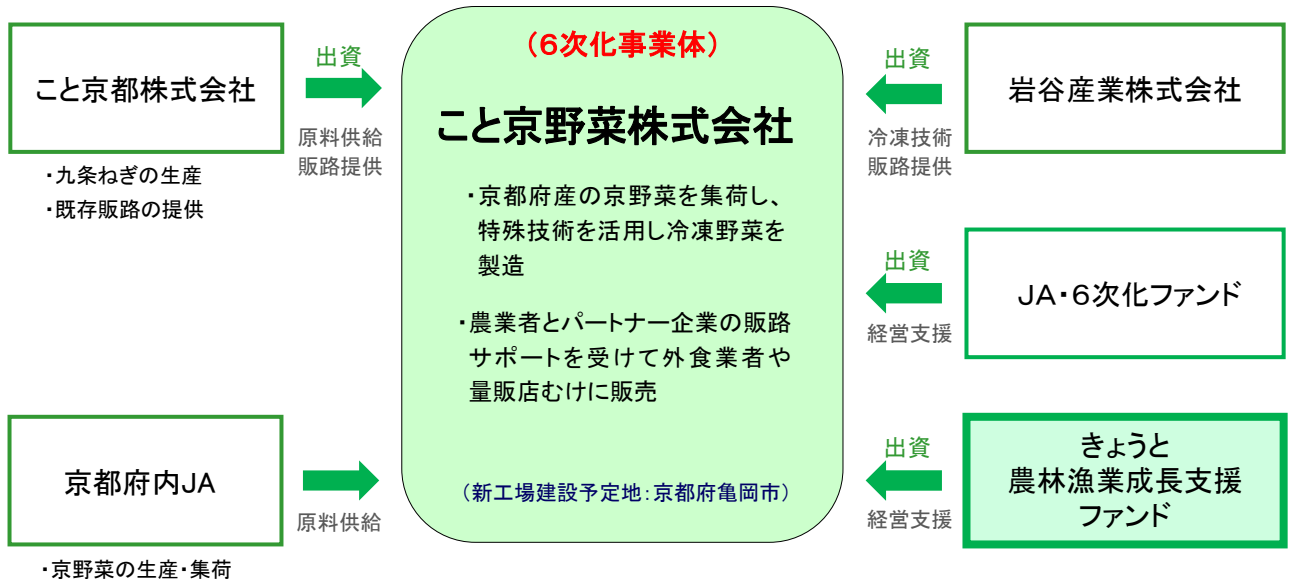 こと京都株式会社
・九条ねぎの生産
・既存販路の提供
出資
原料供給
販路提供
京都府内JA
・京野菜の生産・集荷
原料供給
(6次化事業体)
こと京野菜株式会社
・京都府産の京野菜を集荷し、
特殊技術を活用し冷凍野菜を
製造
・農業者とパートナー企業の販路
サポートを受けて外食業者や
量販店むけに販売
(新工場建設予定地:京都府亀岡市)
出資
冷凍技術
販路提供
岩谷産業株式会社
出資
経営支援
JA・6次化ファンド
出資
経営支援
きょうと
農林漁業成長支援
ファンド